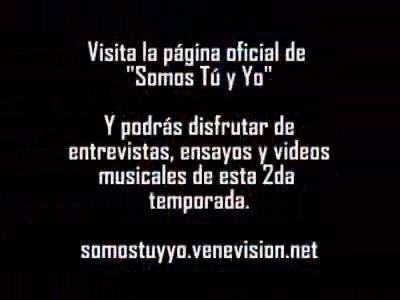 Visita la página oficial de
"Somos Tú y Yo"
Y podrás disfrutar de
entrevistas, ensayos y videos
musicales de esta 2da
temporada.
somostuyyo.venevision.net